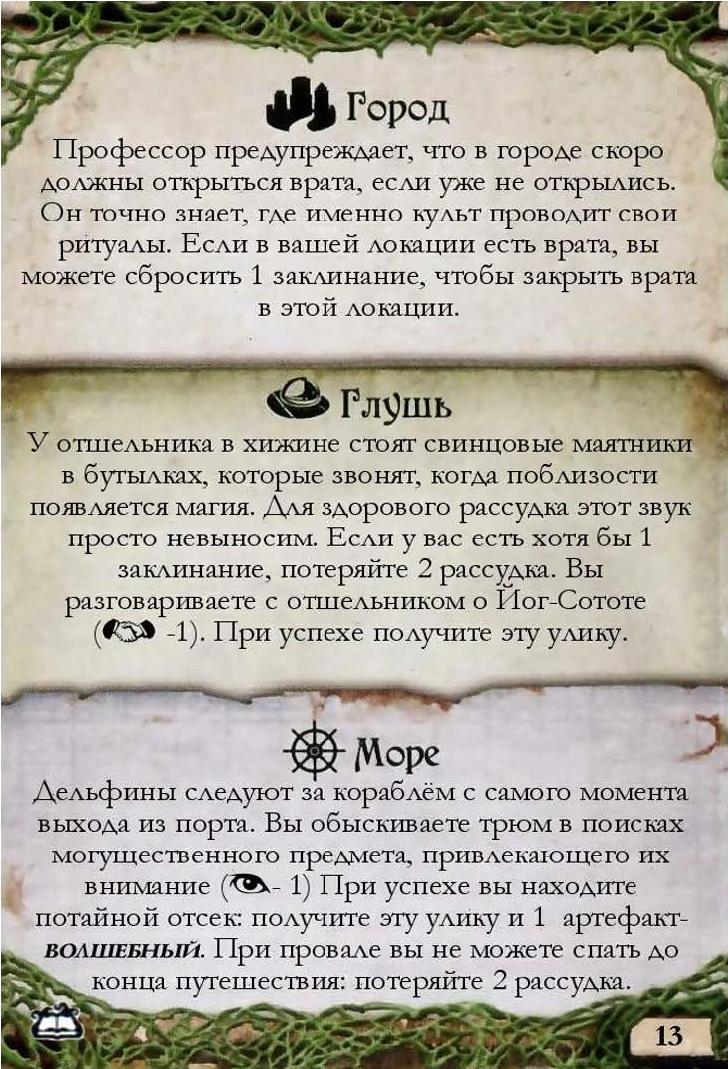 Город
Профессор предупреждает, что в городе скоро
должны открыться врата, если уже не открылись.
Он точно знает, где именно культ проводит свои
ритуалы. Если в вашей локации есть врата, вы
можете сбросить 1 заклинание, чтобы закрыть врата
в этой локации.
Глушь
У отшельника в хижине стоят свинцовые маятники
в бутылках, которые звонят, когда поблизости
появляется магия. Для здорового рассудка этот звук
просто невыносим. Если у вас есть хотя бы 1
заклинание, потеряйте 2 рассудка. Вы
разговариваете с отшельником о Йог-Сототе
( -1). При успехе получите эту улику.
Море
Дельфины следуют за кораблём с самого момента
выхода из порта. Вы обыскиваете трюм в поисках
могущественного предмета, привлекающего их
внимание ( - 1) При успехе вы находите
потайной отсек: получите эту улику и 1 артефакт-
ВОЛШЕБНЫЙ. При провале вы не можете спать до
конца путешествия: потеряйте 2 рассудка.
13